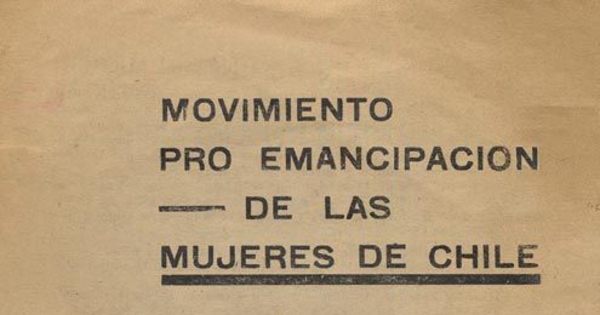 MOVIMIENTO
PRO EMANCIPACION
— DE LAS
MUJERES DE CHILE